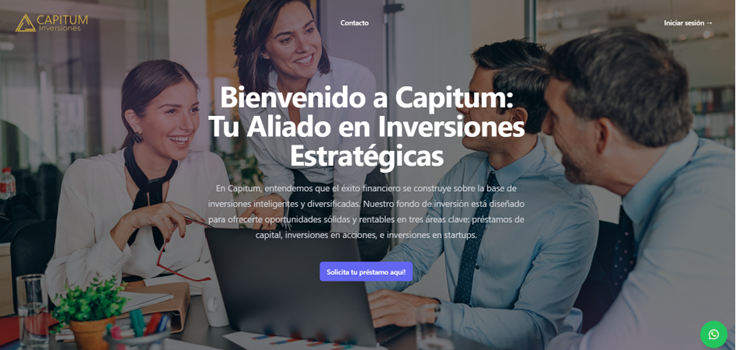 CAPITUM
Inversiones
Contacto
Iniciar sesión →
Bienvenido a Capitum:
Tu Aliado en Inversiones
Estratégicas
En Capitum, entendemos que el éxito financiero se construye sobre la base de
inversiones inteligentes y diversificadas. Nuestro fondo de inversión está diseñado
para ofrecerte oportunidades sólidas y rentables en tres áreas clave: préstamos de
capital, inversiones en acciones, e inversiones en startups.
Solicita tu préstamo aquí!